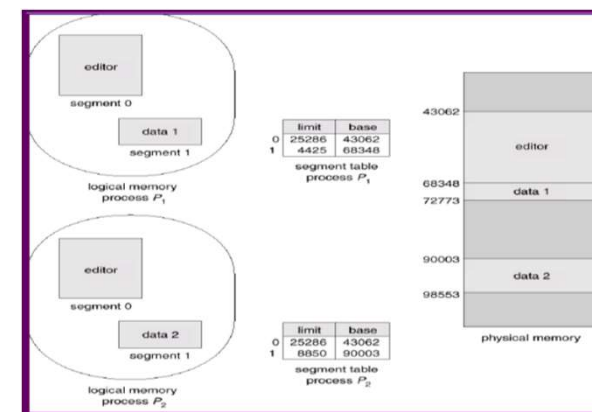 editor
segment 0
data 1
segment 1
logical memory
process P1
limit base
0 25286 43062
1 4425 68348
segment table
process P1
editor
segment 0
data 2
segment 1
logical memory
process P2
limit base
0 25286 43062
1 8850 90003
segment table
process P2
43062
editor
68348
data 1
72773
90003
data 2
98553
physical memory